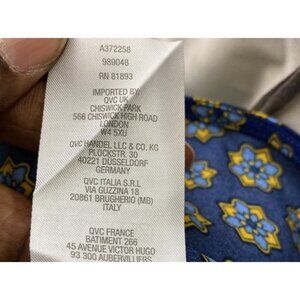 A372258
989048
RN 81893
IMPORTED BY:
QVC UK
CHISWICK PARK
566 CHISWICK HIGH ROAD
LONDON
W4 5XU
QVC HANDEL LLC & CO. KG
PLOCKSTR. 30
40221 DUSSELDORF
GERMANY
QVC ITALIA S.R.L
VIA GUZZINA 18
20861 BRUGHERIO (MB)
ITALY
QVC FRANCE
BATIMENT 266
45 AVENUE VICTOR HUGO
93 300 AUBERVILLIERS